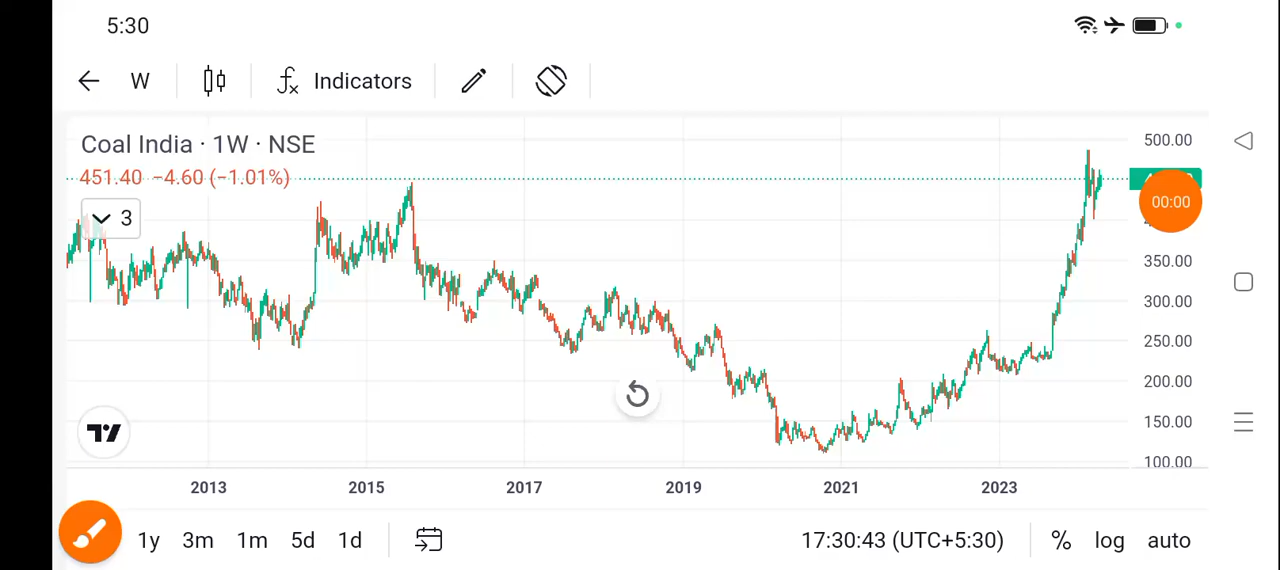 5:30
W
Indicators
Coal India · 1W · NSE
451.40 −4.60 (−1.01%)
3
500.00
00:00
350.00
300.00
250.00
200.00
150.00
100.00
2013 2015 2017 2019 2021 2023
1y 3m 1m 5d 1d 17:30:43 (UTC+5:30) % log auto